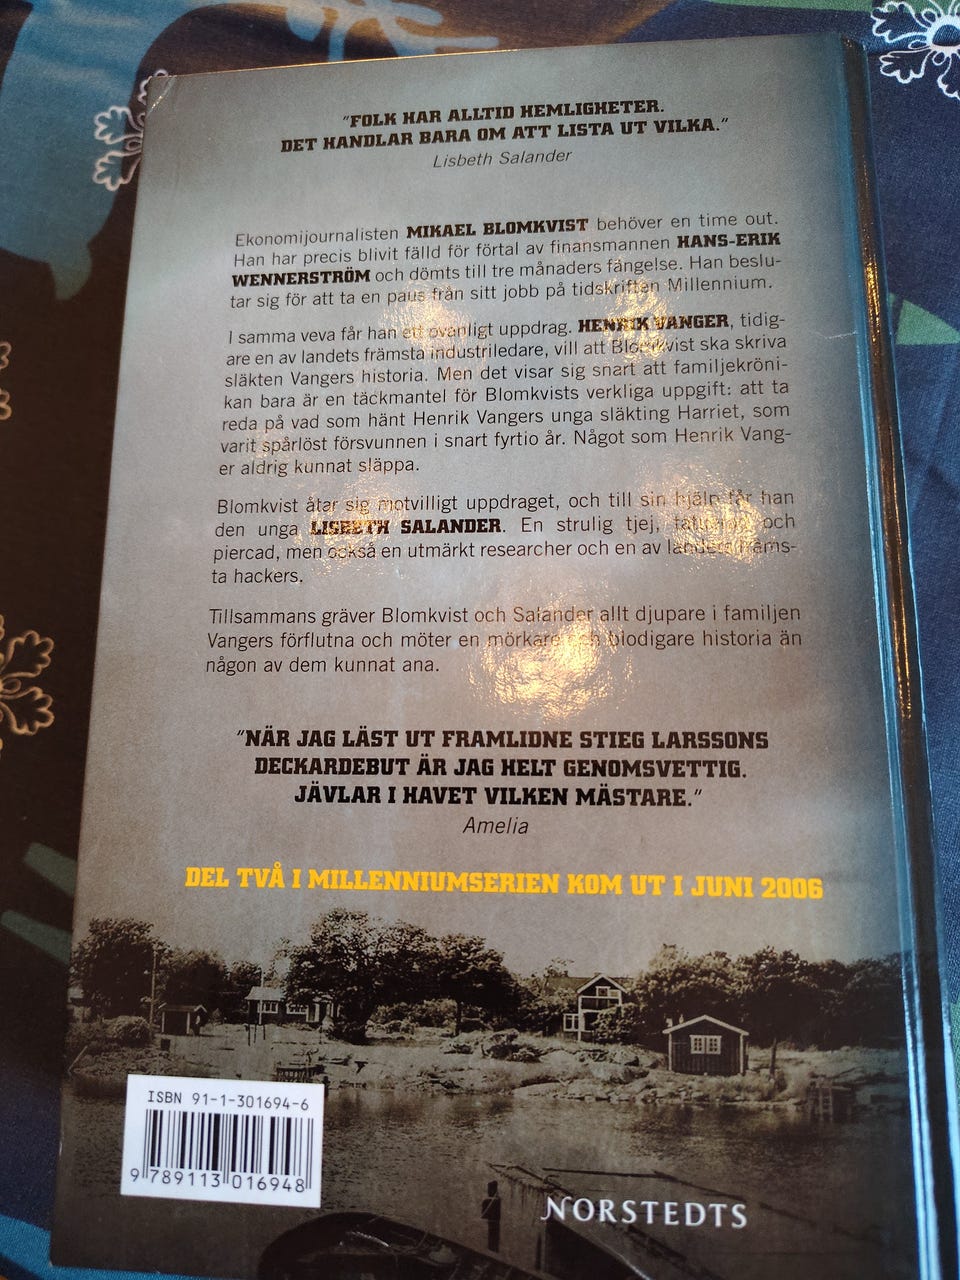 "FOLK HAR ALLTID HEMLIGHETER.
DET HANDLAR BARA OM ATT LISTA UT VILKA."
Lisbeth Salander
Ekonomijournalisten MIKAEL BLOMKVIST behöver en time out.
Han har precis blivit fälld för förtal av finansmannen HANS-ERIK
WENNERSTRÖM och dömts till tre månaders fängelse. Han beslu-
tar sig för att ta en paus från sitt jobb på tidskriften Millennium.
I samma veva får han ett ovanligt uppdrag. HENRIK VANGER, tidig-
are en av landets främsta industriledare, vill att Blomkvist ska skriva
släkten Vangers historia. Men det visar sig snart att familjekröni-
kan bara är en täckmantel för Blomkvists verkliga uppgift: att ta
reda på vad som hänt Henrik Vangers unga släkting Harriet, som
varit spårlöst försvunnen i snart fyrtio år. Något som Henrik Vang-
er aldrig kunnat släppa.
Blomkvist åtar sig motvilligt uppdraget, och till sin hjälp får han
den unga LISBETH SALANDER. En strulig tjej, tatuerad och
piercad, men också en utmärkt researcher och en av landets främs-
ta hackers.
Tillsammans gräver Blomkvist och Salander allt djupare i familjen
Vangers förflutna och möter en mörkare och blodigare historia än
någon av dem kunnat ana.
"NÄR JAG LÄST UT FRAMLIDNE STIEG LARSSONS
DECKARDEBUT ÄR JAG HELT GENOMSVETTIG.
JÄVLAR I HAVET VILKEN MÄSTARE."
Amelia
DEL TVÅ I MILLENNIUMSERIEN KOM UT I JUNI 2006
ISBN 91-1-301694-6
9 789113 016948
NORSTEDTS